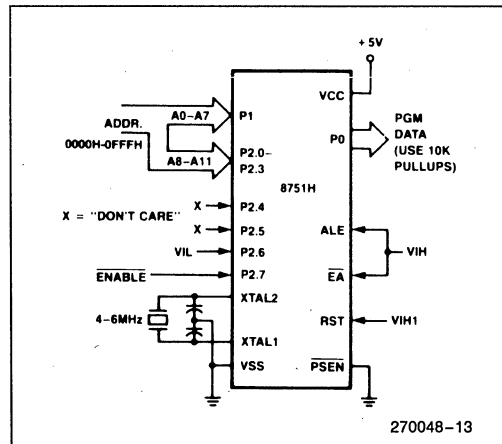 + 5V
VCC
ADDR.
0000H-0FFFH
A0–A7
P1
A8–A11
P2.0–
P2.3
P0
PGM
DATA
(USE 10K
PULLUPS)
8751H
X = "DON'T CARE"
X
P2.4
X
P2.5
VIL
P2.6
ENABLE
P2.7
ALE
VIH
EA
4–6MHz
XTAL2
XTAL1
RST
VIH1
VSS
PSEN
270048–13